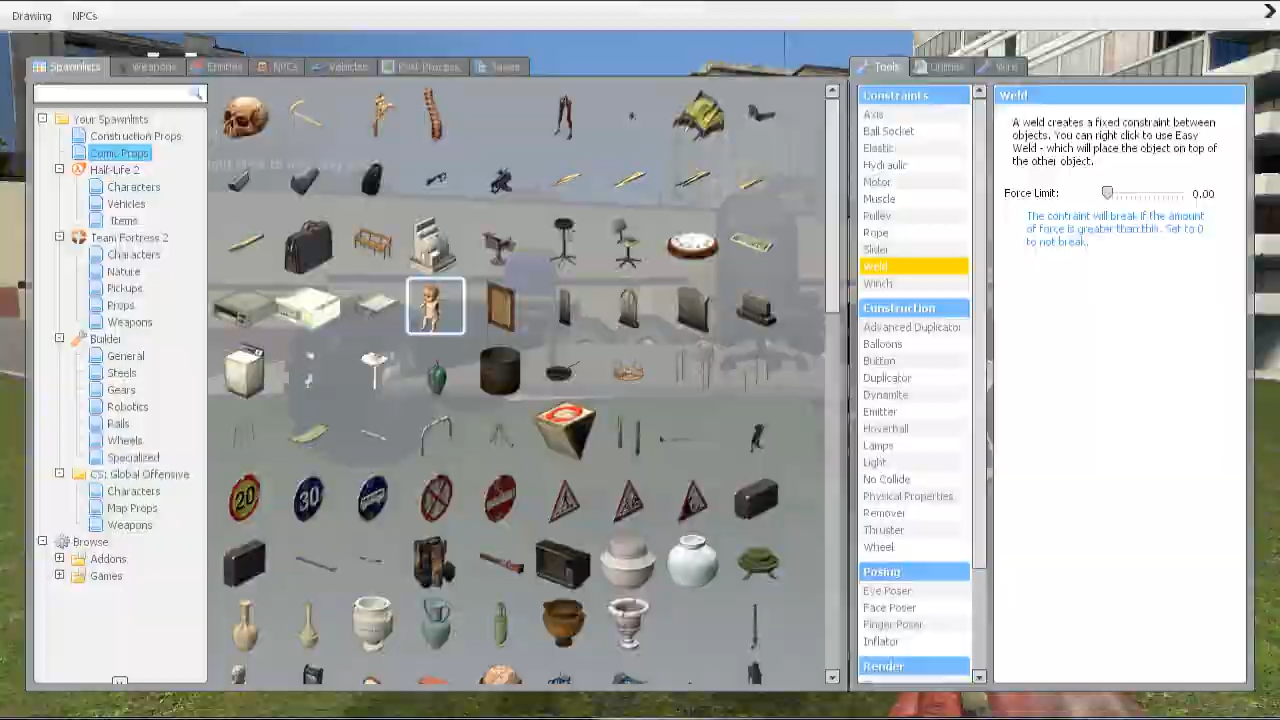 Drawing NPCs
Spawnlists Weapons Entities NPCs Vehicles Post Process Saves
Tools Utilities
Your Spawnlists
Construction Props
Comic Props
Half-Life 2
Characters
Vehicles
Items
Team Fortress 2
Characters
Nature
Pickups
Props
Weapons
Builder
General
Steels
Gears
Robotics
Rails
Wheels
Specialized
CS: Global Offensive
Characters
Map Props
Weapons
Browse
Addons
Games
20
30
Constraints
Axis
Ball Socket
Elastic
Hydraulic
Motor
Muscle
Pulley
Rope
Slider
Weld
Winch
Construction
Advanced Duplicator
Balloons
Button
Duplicator
Dynamite
Emitter
Hoverball
Lamps
Light
No Collide
Physical Properties
Remover
Thruster
Wheel
Posing
Eye Poser
Face Poser
Finger Poser
Inflator
Render
Weld
A weld creates a fixed constraint between
objects. You can right click to use Easy
Weld - which will place the object on top of
the other object.
Force Limit: 0.00
The contraint will break if the amount
of force is greater than this. Set to 0
to not break.